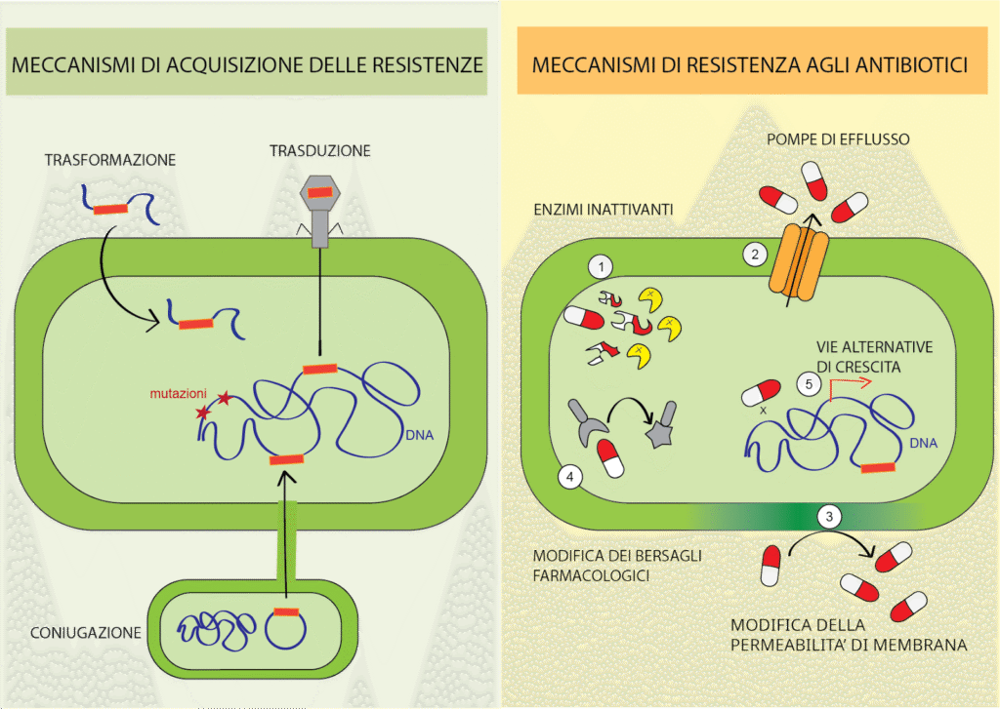 MECCANISMI DI ACQUISIZIONE DELLE RESISTENZE
TRASFORMAZIONE
TRASDUZIONE
mutazioni
DNA
CONIUGAZIONE
MECCANISMI DI RESISTENZA AGLI ANTIBIOTICI
POMPE DI EFFLUSSO
ENZIMI INATTIVANTI
1
2
x
x
x
VIE ALTERNATIVE
DI CRESCITA
5
x
DNA
4
3
MODIFICA DEI BERSAGLI
FARMACOLOGICI
MODIFICA DELLA
PERMEABILITA’ DI MEMBRANA